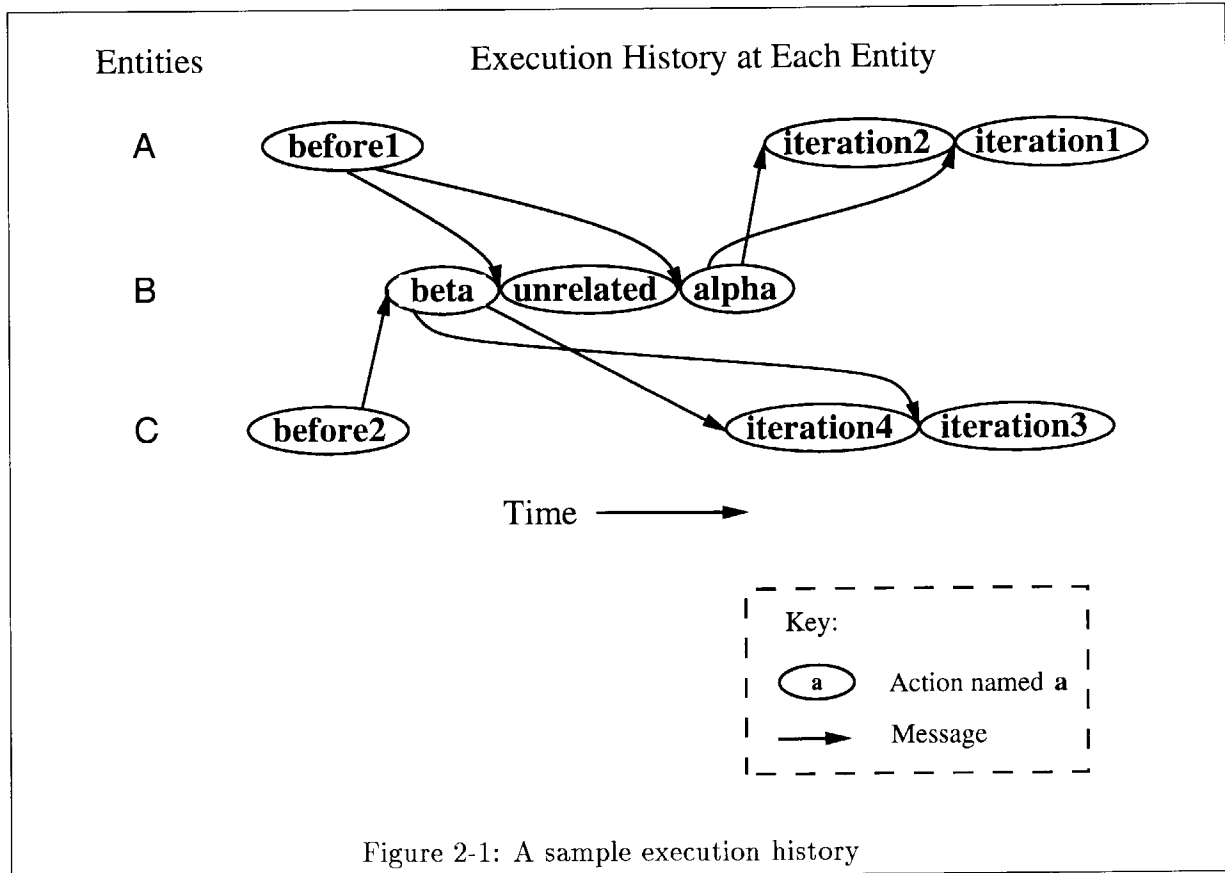 Entities Execution History at Each Entity
A before1 iteration2 iteration1
B beta unrelated alpha
C before2 iteration4 iteration3
Time
Key:
a Action named a
Message
Figure 2-1: A sample execution history